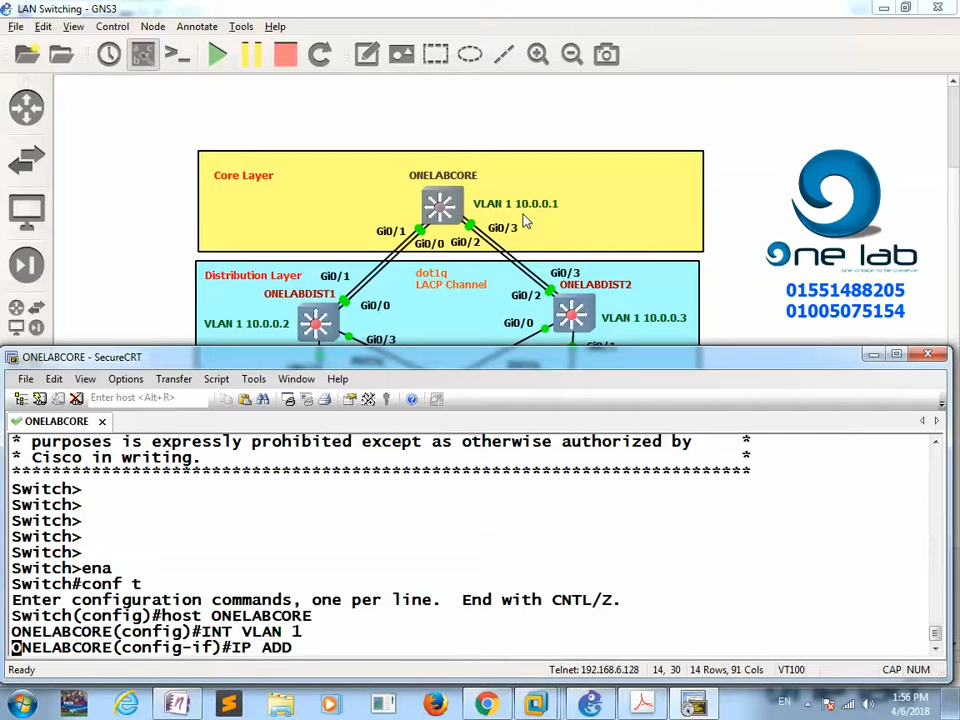 LAN Switching - GNS3
File Edit View Control Node Annotate Tools Help
Core Layer
ONELABCORE
VLAN 1 10.0.0.1
Gi0/1
Gi0/3
Gi0/0
Gi0/2
one lab
one choice to be creative
01551488205
01005075154
Distribution Layer
Gi0/1
dot1q
LACP Channel
Gi0/3
ONELABDIST1
ONELABDIST2
Gi0/0
Gi0/2
VLAN 1 10.0.0.2
Gi0/0
VLAN 1 10.0.0.3
Gi0/3
Gi0/1
ONELABCORE - SecureCRT
File Edit View Options Transfer Script Tools Window Help
Enter host <Alt+R>
ONELABCORE
* purposes is expressly prohibited except as otherwise authorized by *
* Cisco in writing. *
**************************************************************************
Switch>
Switch>
Switch>
Switch>
Switch>
Switch>ena
Switch#conf t
Enter configuration commands, one per line. End with CNTL/Z.
Switch(config)#host ONELABCORE
ONELABCORE(config)#INT VLAN 1
ONELABCORE(config-if)#IP ADD
Ready
Telnet: 192.168.6.128
14, 30
14 Rows, 91 Cols
VT100
CAP NUM
EN
1:56 PM
4/6/2018